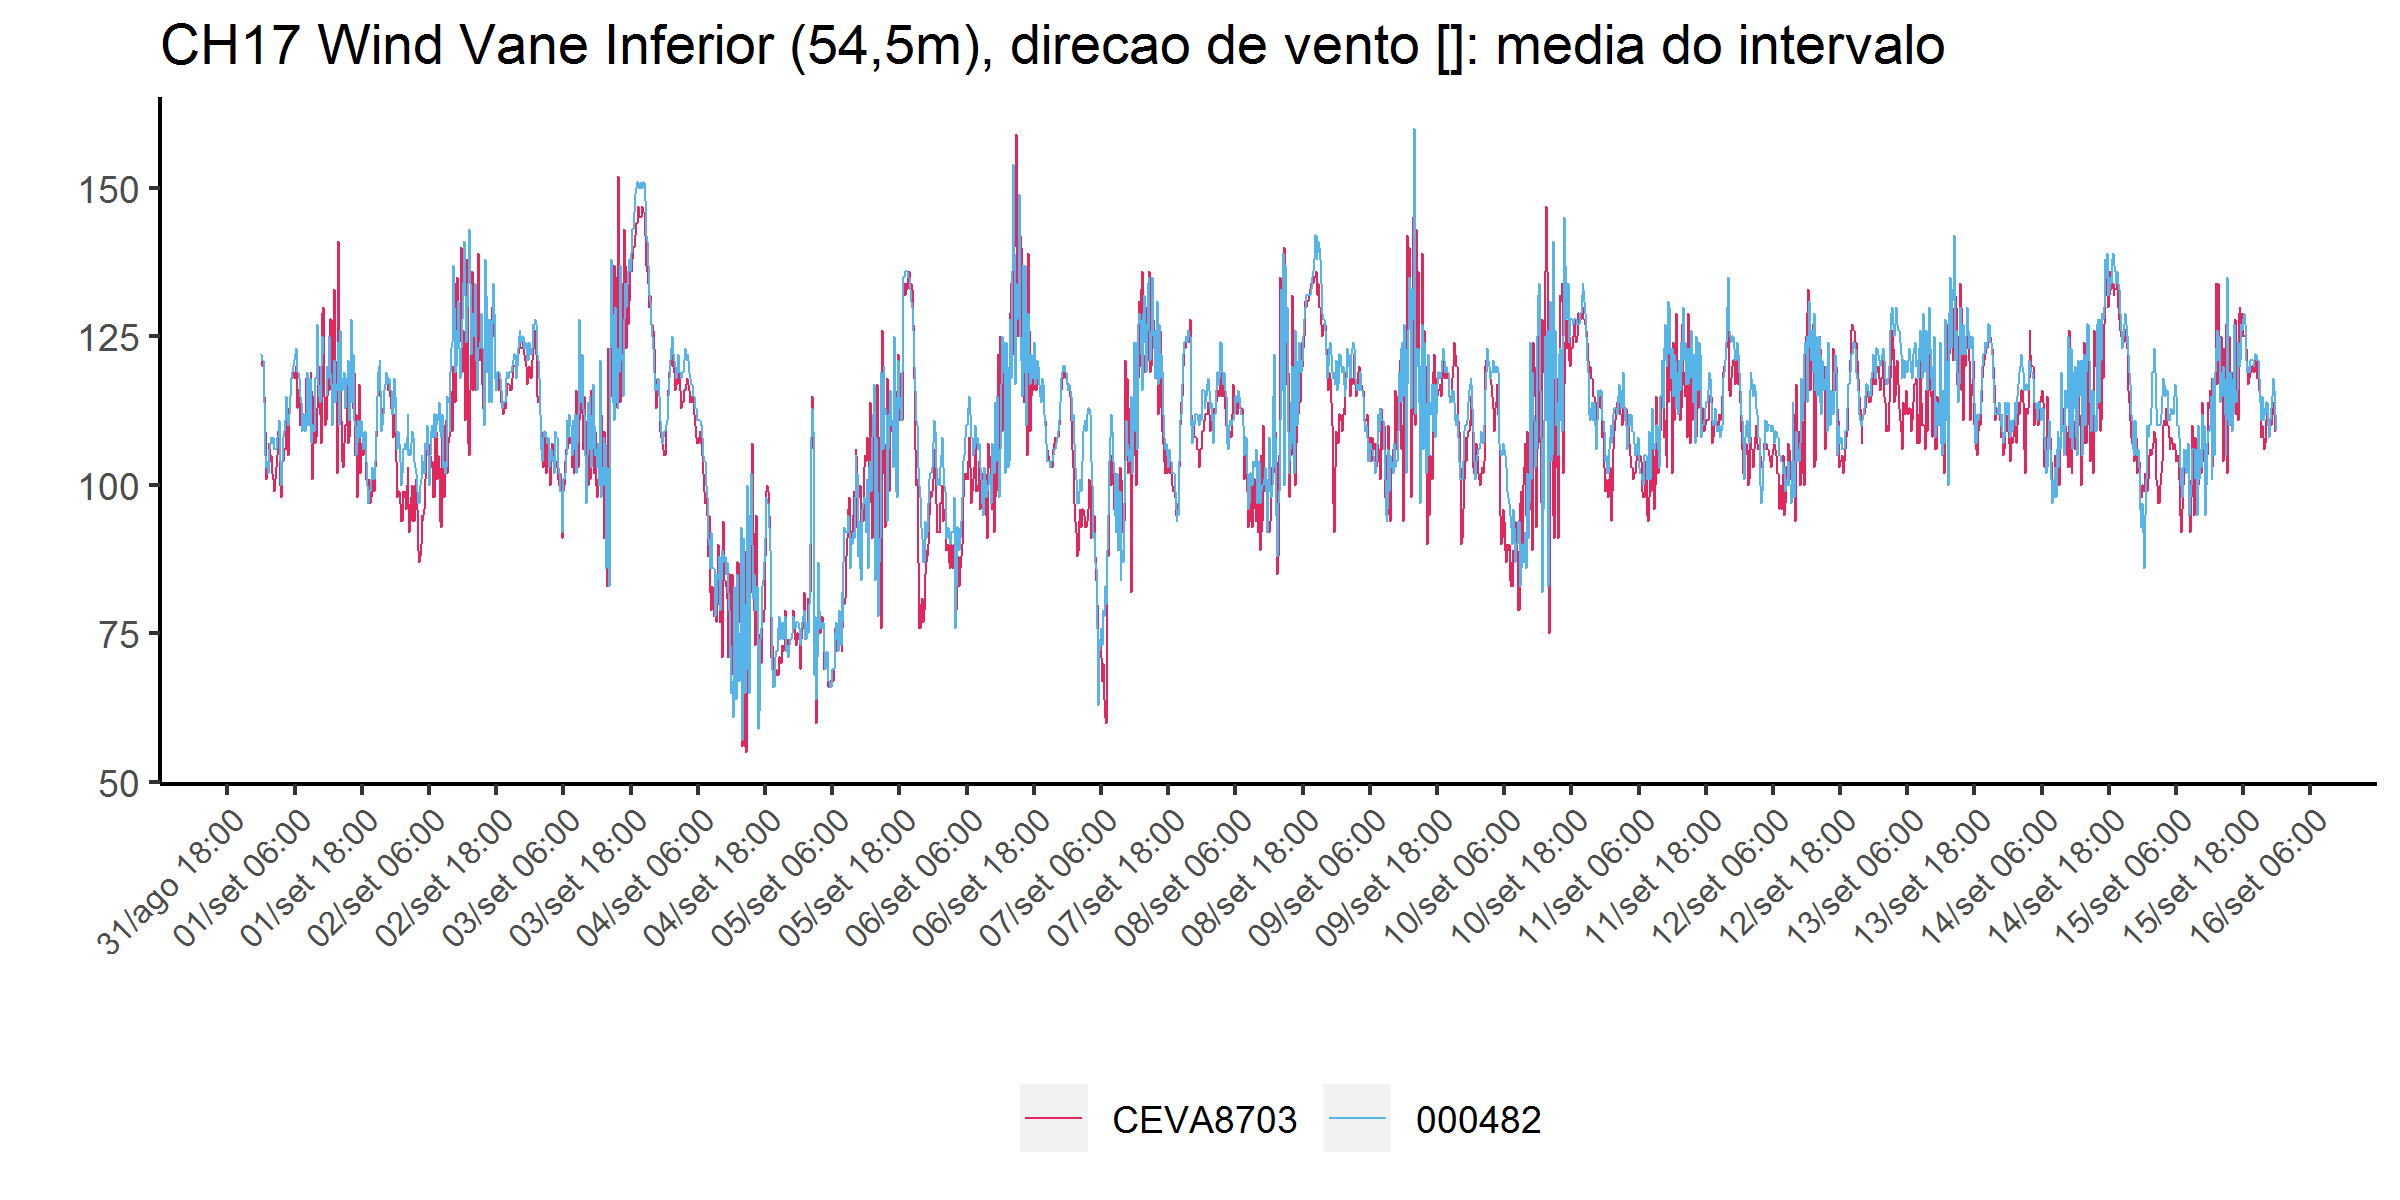 CH17 Wind Vane Inferior (54,5m), direcao de vento []: media do intervalo
150
125
100
75
50
31/ago 18:00
01/set 06:00
01/set 18:00
02/set 06:00
02/set 18:00
03/set 06:00
03/set 18:00
04/set 06:00
04/set 18:00
05/set 06:00
05/set 18:00
06/set 06:00
06/set 18:00
07/set 06:00
07/set 18:00
08/set 06:00
08/set 18:00
09/set 06:00
09/set 18:00
10/set 06:00
10/set 18:00
11/set 06:00
11/set 18:00
12/set 06:00
12/set 18:00
13/set 06:00
13/set 18:00
14/set 06:00
14/set 18:00
15/set 06:00
15/set 18:00
16/set 06:00
CEVA8703 000482